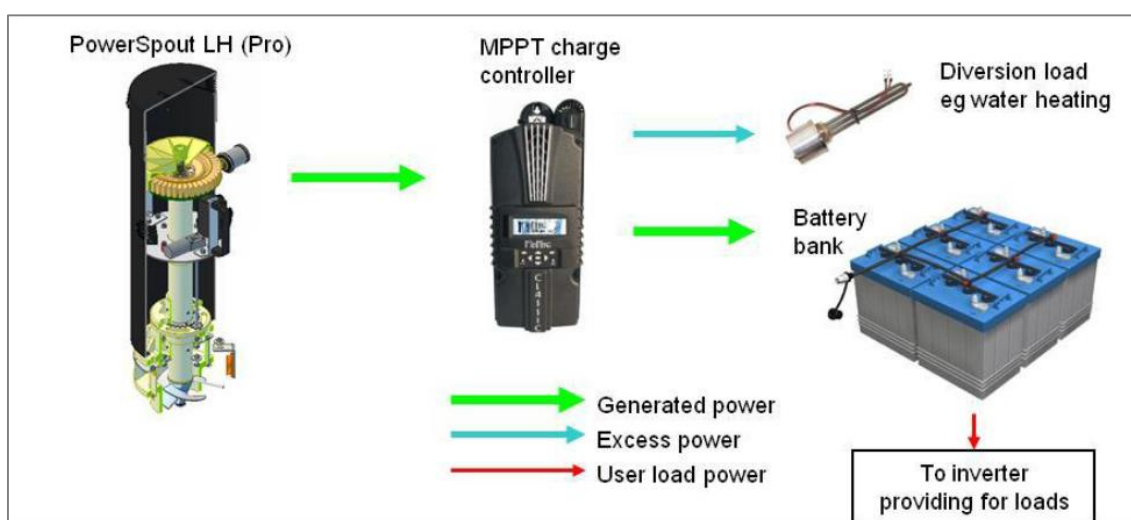 PowerSpout LH (Pro)
MPPT charge
controller
Diversion load
eg water heating
Battery
bank
CLASSIC
Generated power
Excess power
User load power
To inverter
providing for loads